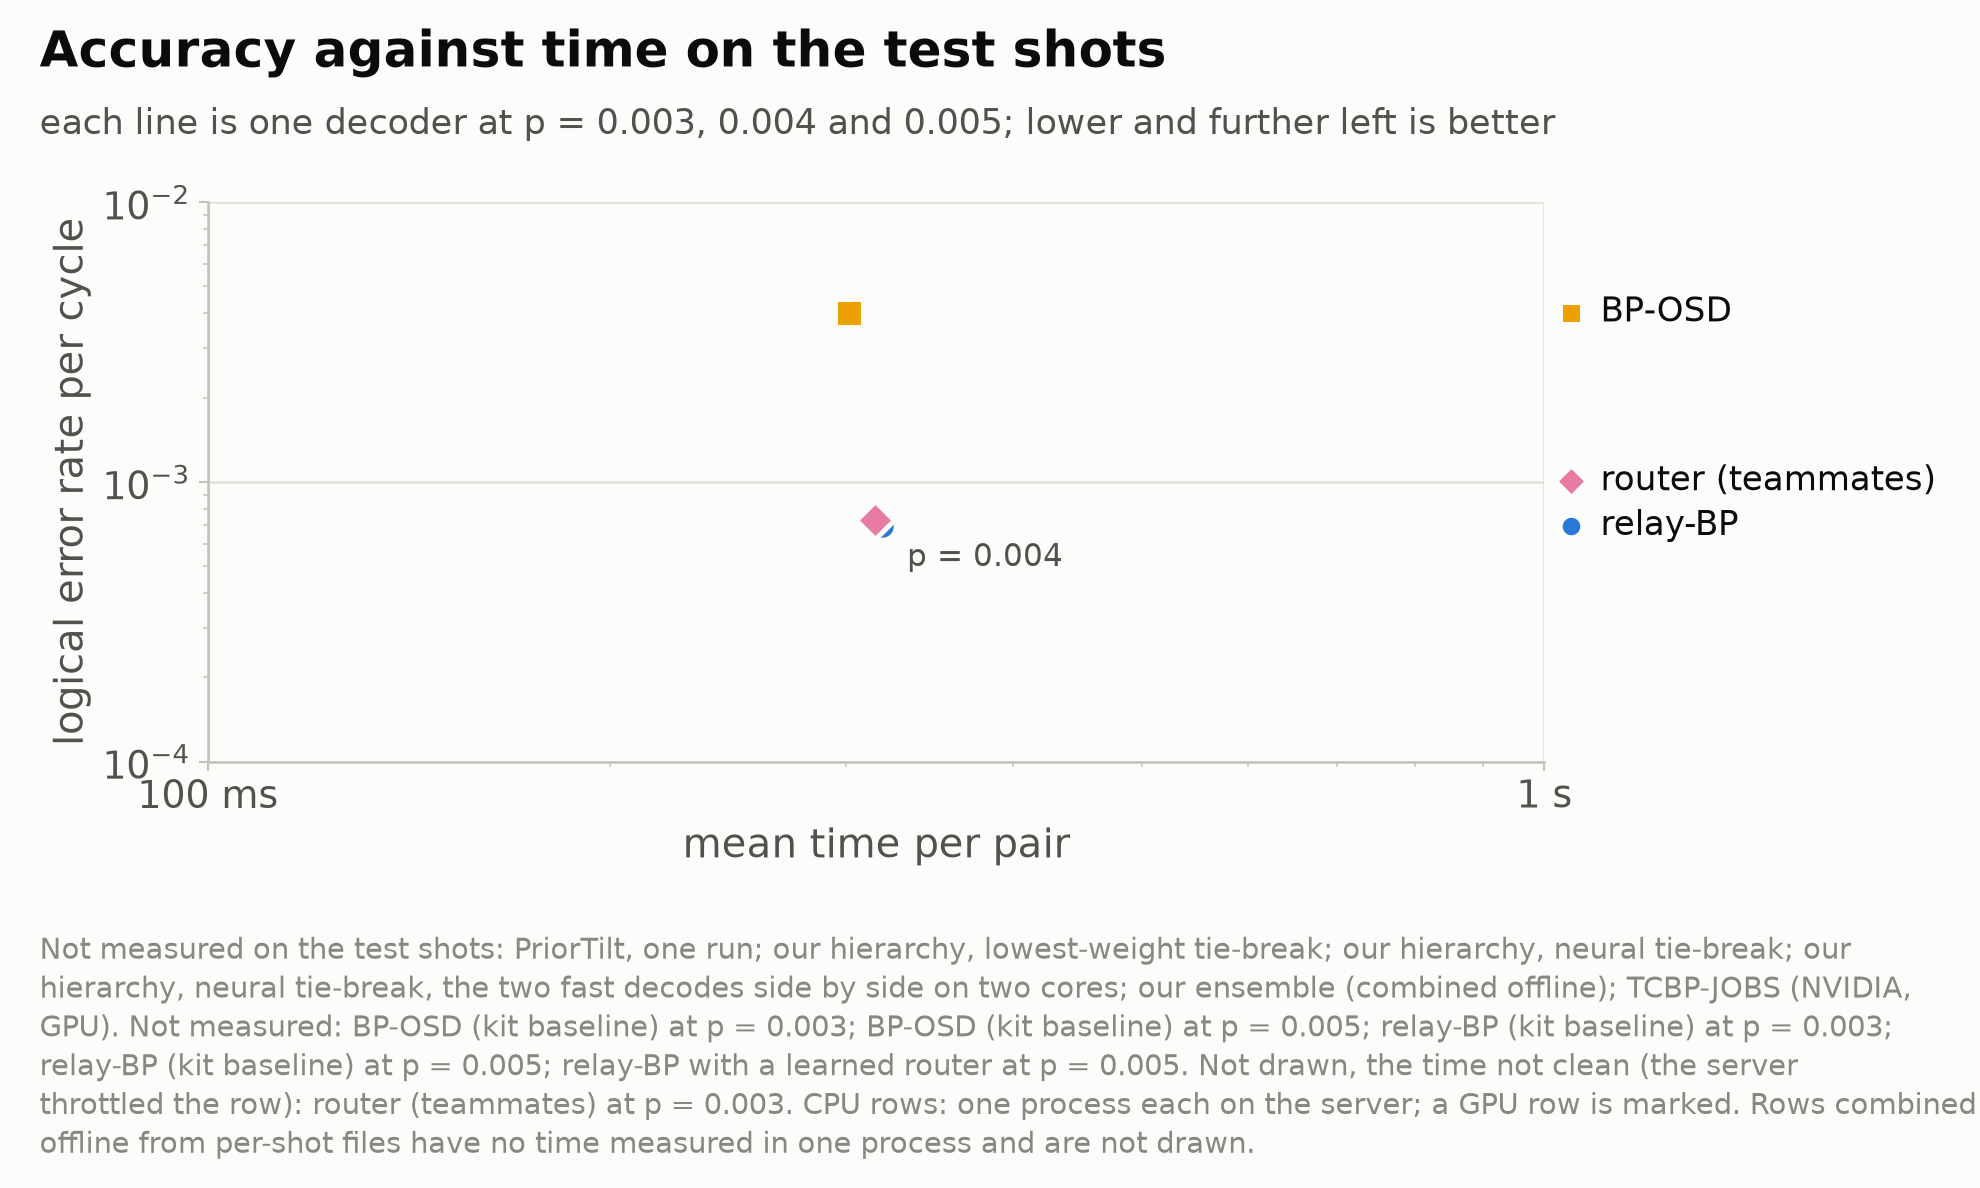 Accuracy against time on the test shots
each line is one decoder at p = 0.003, 0.004 and 0.005; lower and further left is better
logical error rate per cycle
10⁻²
10⁻³
10⁻⁴
BP-OSD
router (teammates)
relay-BP
p = 0.004
100 ms
1 s
mean time per pair
Not measured on the test shots: PriorTilt, one run; our hierarchy, lowest-weight tie-break; our hierarchy, neural tie-break; our
hierarchy, neural tie-break, the two fast decodes side by side on two cores; our ensemble (combined offline); TCBP-JOBS (NVIDIA,
GPU). Not measured: BP-OSD (kit baseline) at p = 0.003; BP-OSD (kit baseline) at p = 0.005; relay-BP (kit baseline) at p = 0.003;
relay-BP (kit baseline) at p = 0.005; relay-BP with a learned router at p = 0.005. Not drawn, the time not clean (the server
throttled the row): router (teammates) at p = 0.003. CPU rows: one process each on the server; a GPU row is marked. Rows combined
offline from per-shot files have no time measured in one process and are not drawn.